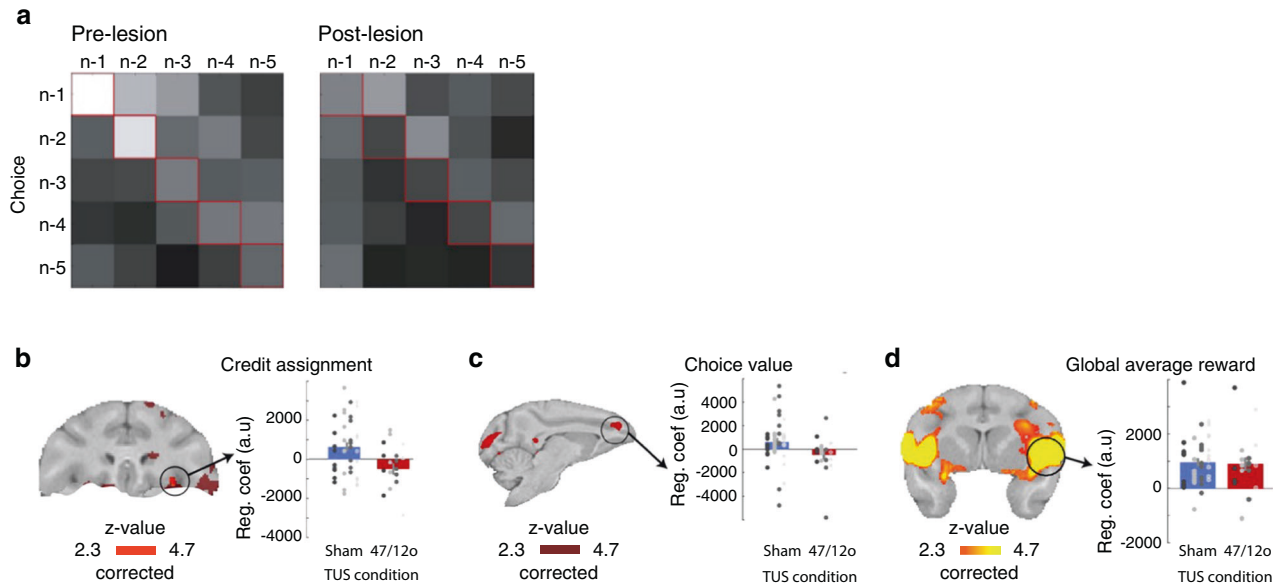 a
Pre-lesion
Post-lesion
n-1 n-2 n-3 n-4 n-5
n-1 n-2 n-3 n-4 n-5
Choice
n-1
n-2
n-3
n-4
n-5
b
Credit assignment
Reg. coef (a.u)
2000
0
-2000
-4000
z-value
2.3 4.7
corrected
Sham 47/12o
TUS condition
c
Choice value
Reg. coef (a.u)
4000
2000
0
-2000
-4000
z-value
2.3 4.7
corrected
Sham 47/12o
TUS condition
d
Global average reward
Reg. coef (a.u)
2000
0
-2000
z-value
2.3 4.7
corrected
Sham 47/12o
TUS condition